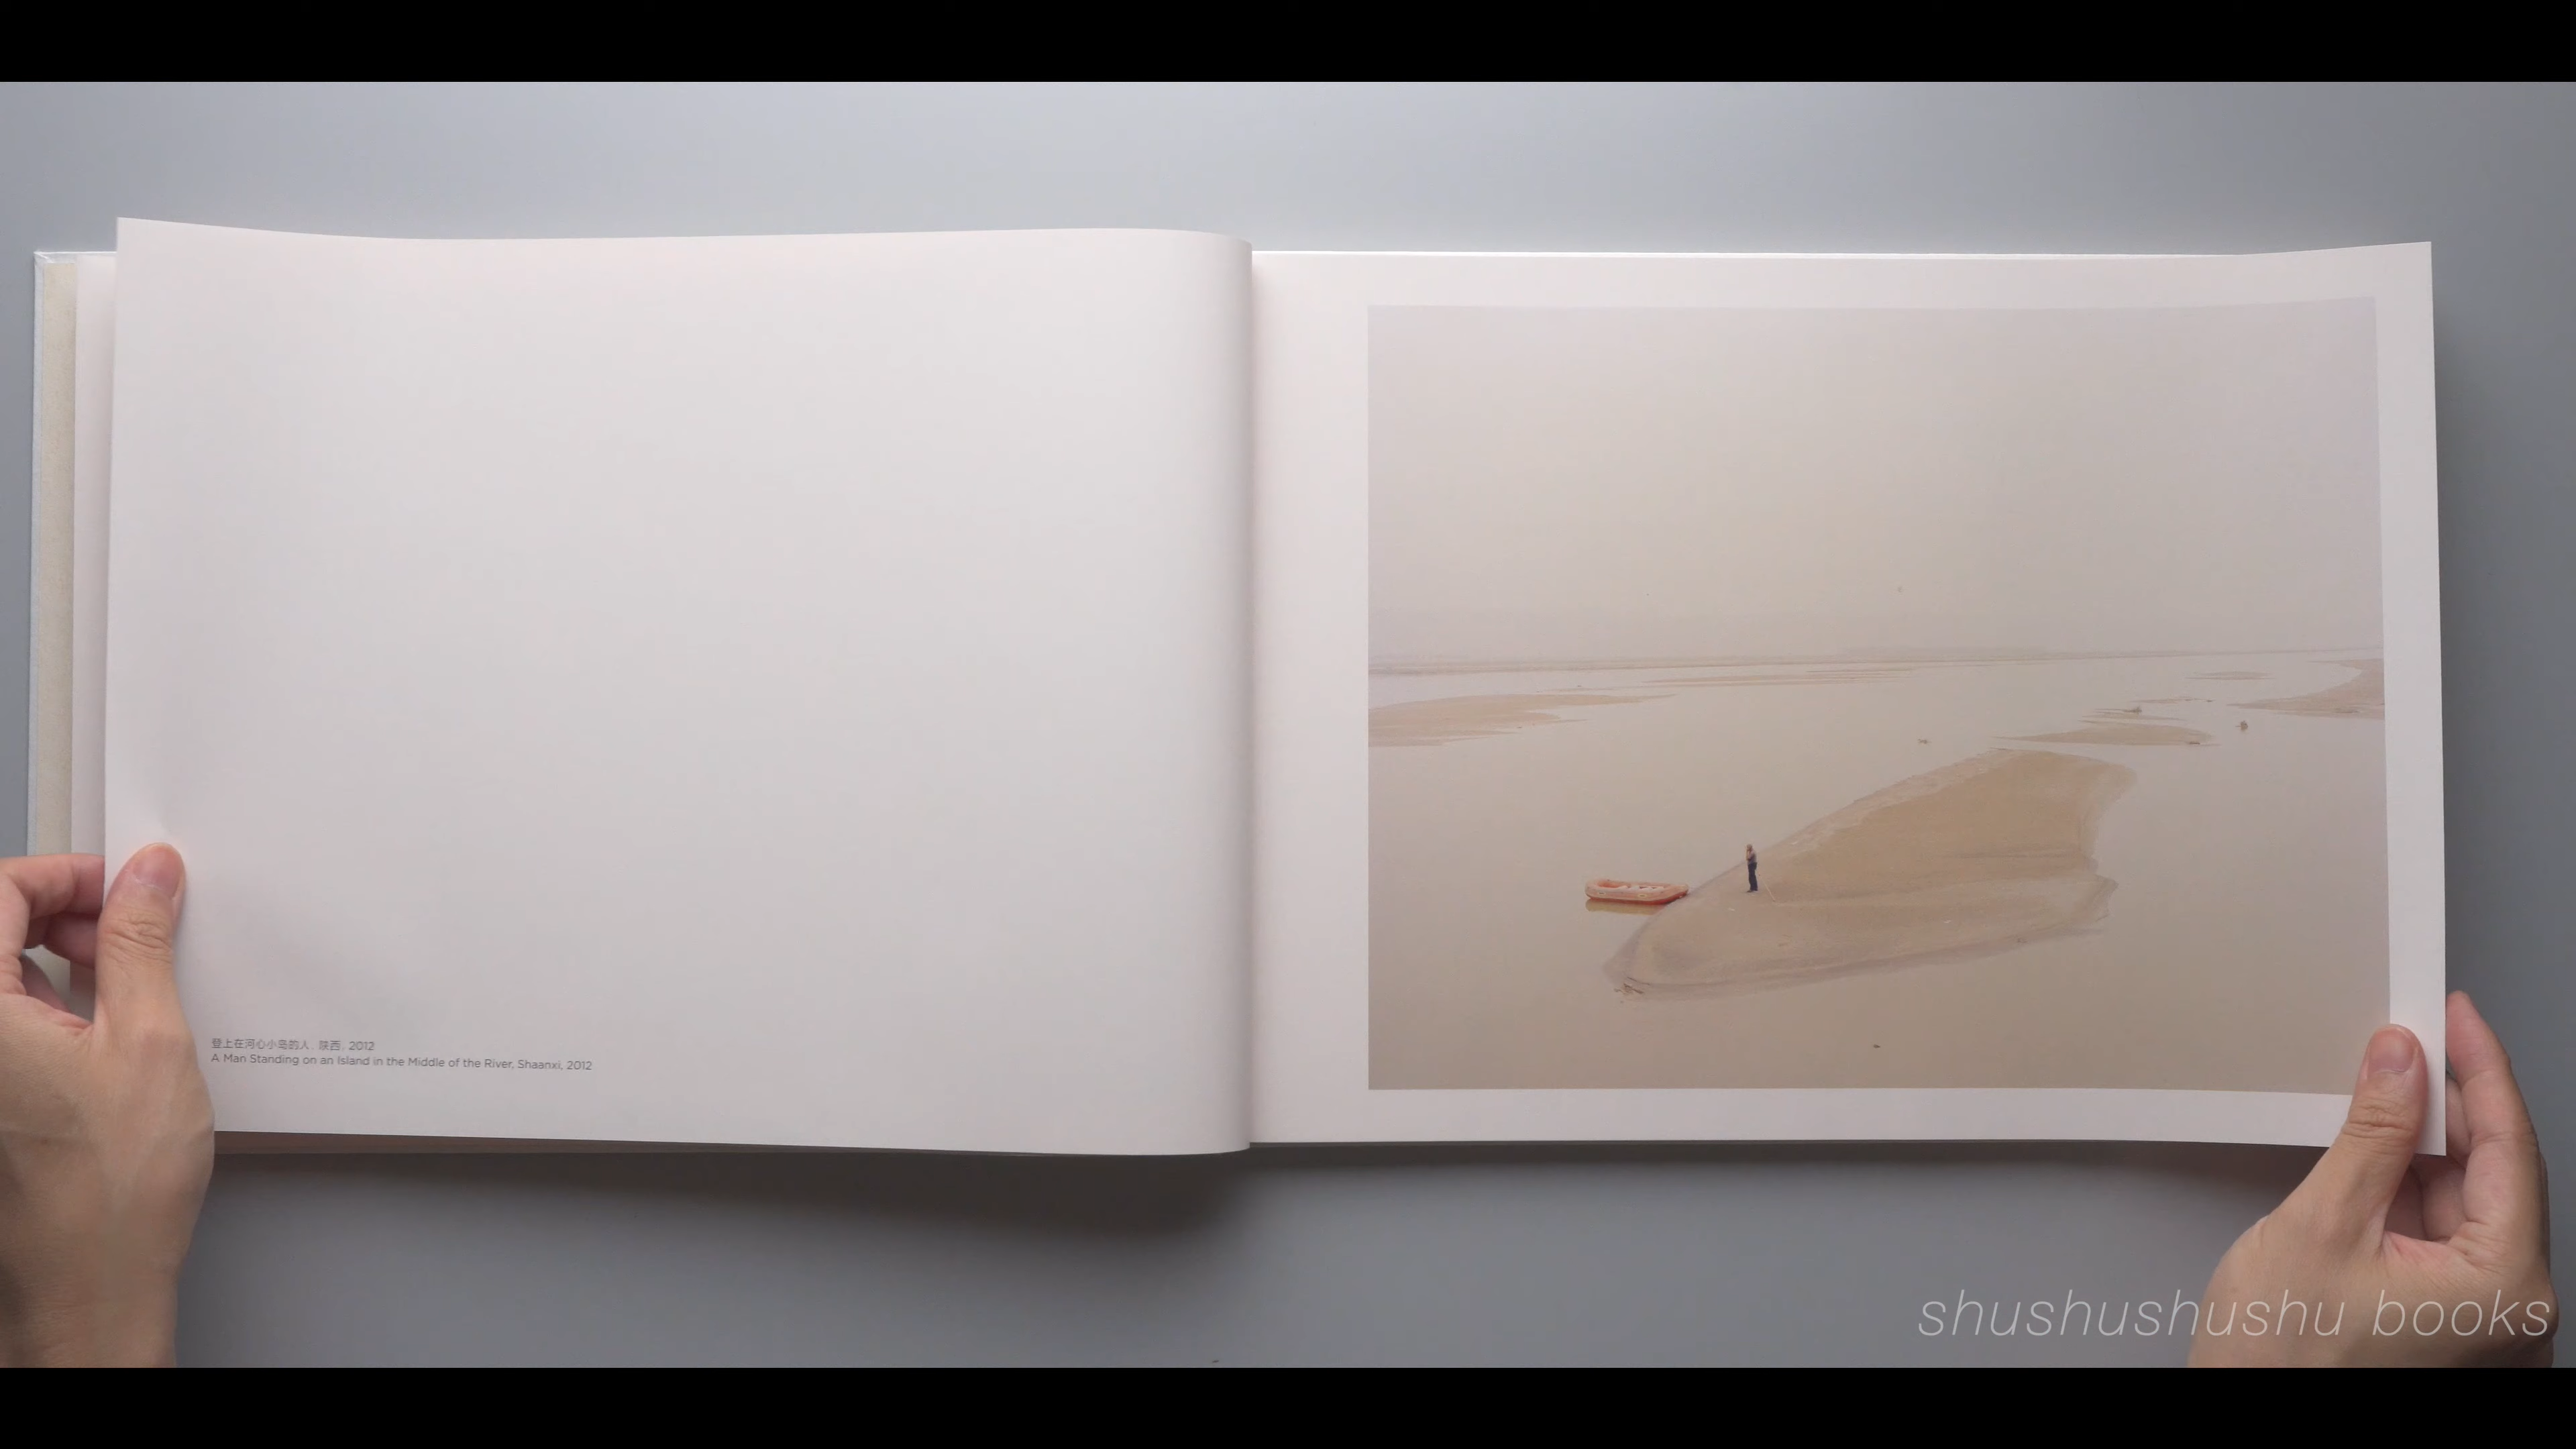 登上在河心小岛的人, 陕西, 2012
A Man Standing on an Island in the Middle of the River, Shaanxi, 2012
shushushushu books